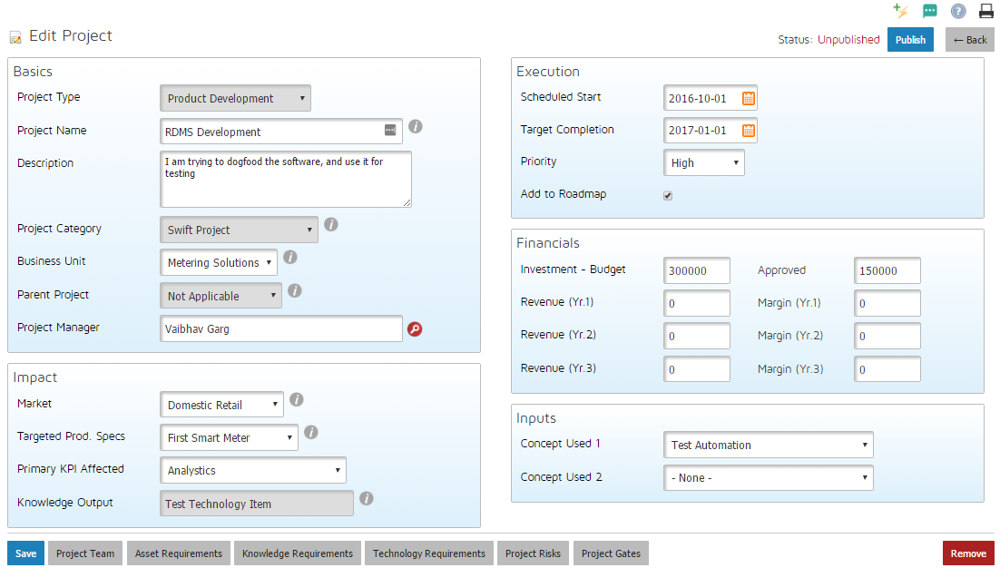 Edit Project
Status: Unpublished Publish ← Back
Basics
Project Type Product Development
Project Name RDMS Development
Description I am trying to dogfood the software, and use it for
testing
Project Category Swift Project
Business Unit Metering Solutions
Parent Project Not Applicable
Project Manager Vaibhav Garg
Impact
Market Domestic Retail
Targeted Prod. Specs First Smart Meter
Primary KPI Affected Analystics
Knowledge Output Test Technology Item
Execution
Scheduled Start 2016-10-01
Target Completion 2017-01-01
Priority High
Add to Roadmap
Financials
Investment - Budget 300000 Approved 150000
Revenue (Yr.1) 0 Margin (Yr.1) 0
Revenue (Yr.2) 0 Margin (Yr.2) 0
Revenue (Yr.3) 0 Margin (Yr.3) 0
Inputs
Concept Used 1 Test Automation
Concept Used 2 - None -
Save Project Team Asset Requirements Knowledge Requirements Technology Requirements Project Risks Project Gates Remove